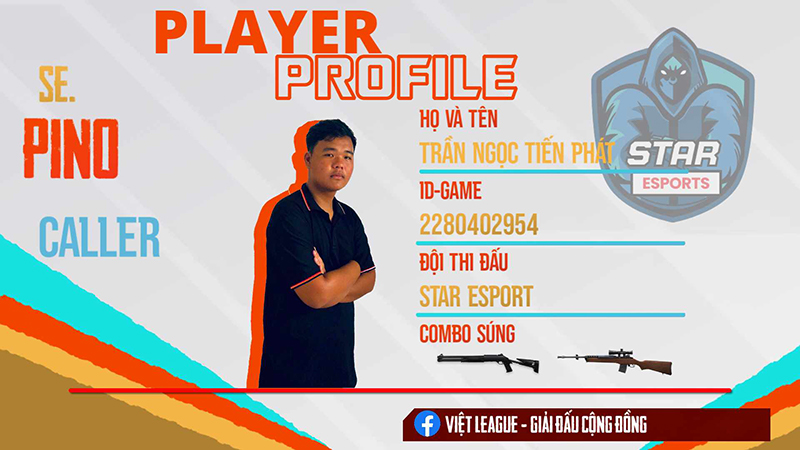 PLAYER
PROFILE
SE.
PINO
CALLER
HỌ VÀ TÊN
TRẦN NGỌC TIẾN PHÁT
ID-GAME
2280402954
ĐỘI THI ĐẤU
STAR ESPORT
COMBO SÚNG
STAR
ESPORTS
VIỆT LEAGUE - GIẢI ĐẤU CỘNG ĐỒNG